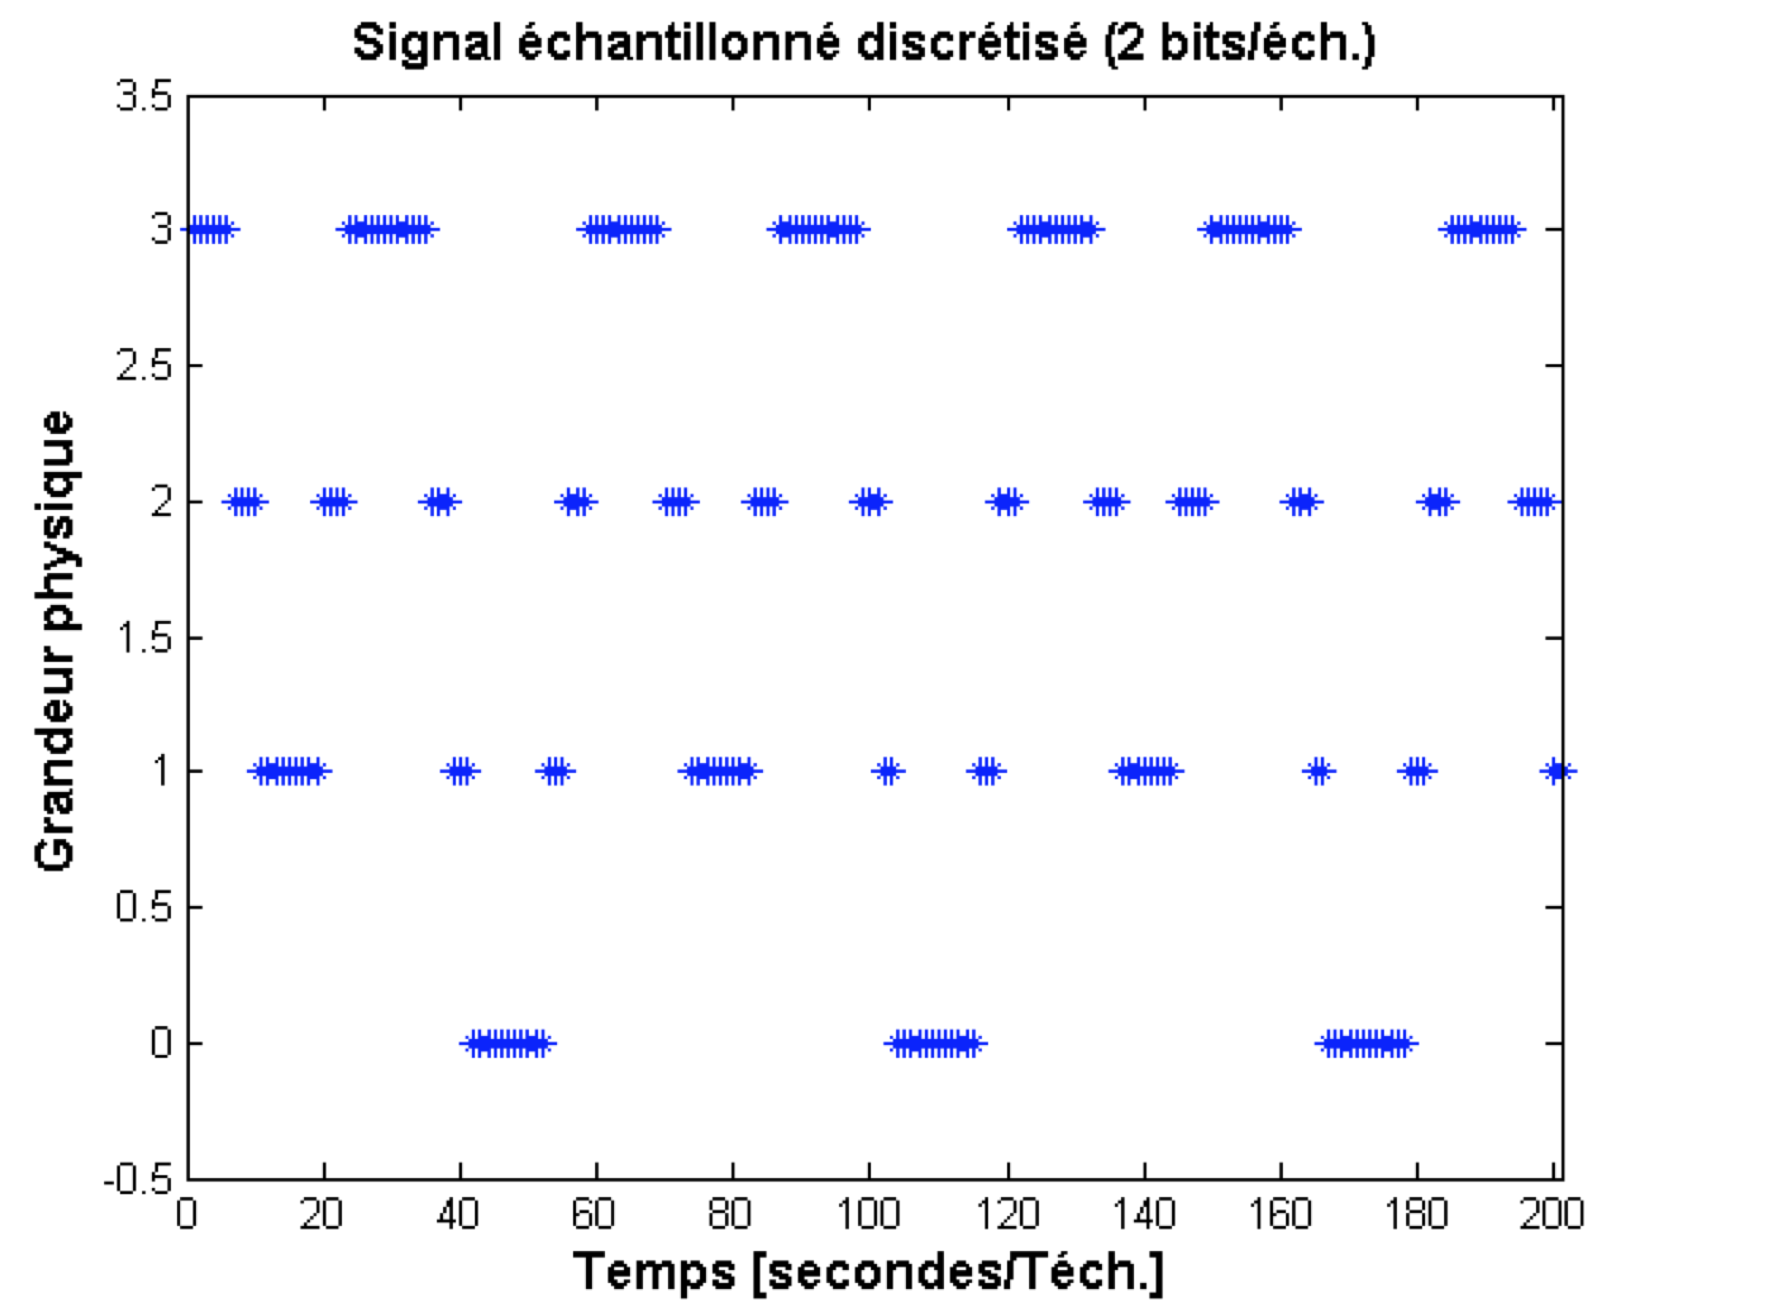 Signal échantillonné discrétisé (2 bits/éch.)
3.5
3
2.5
2
1.5
1
0.5
0
-0.5
0 20 40 60 80 100 120 140 160 180 200
Grandeur physique
Temps [secondes/Téch.]